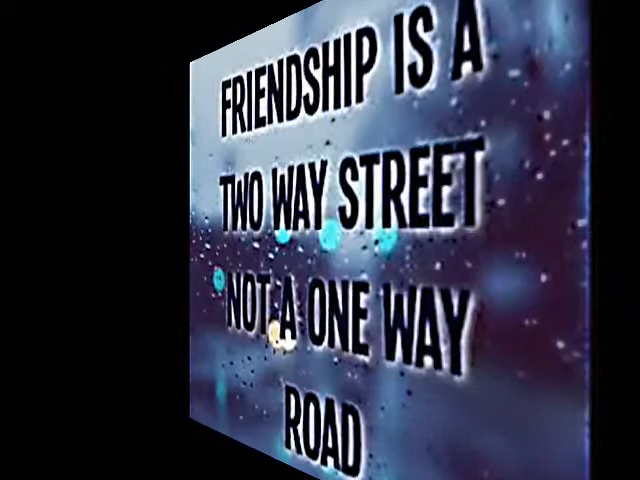 FRIENDSHIP IS A
TWO WAY STREET
NOT A ONE WAY
ROAD